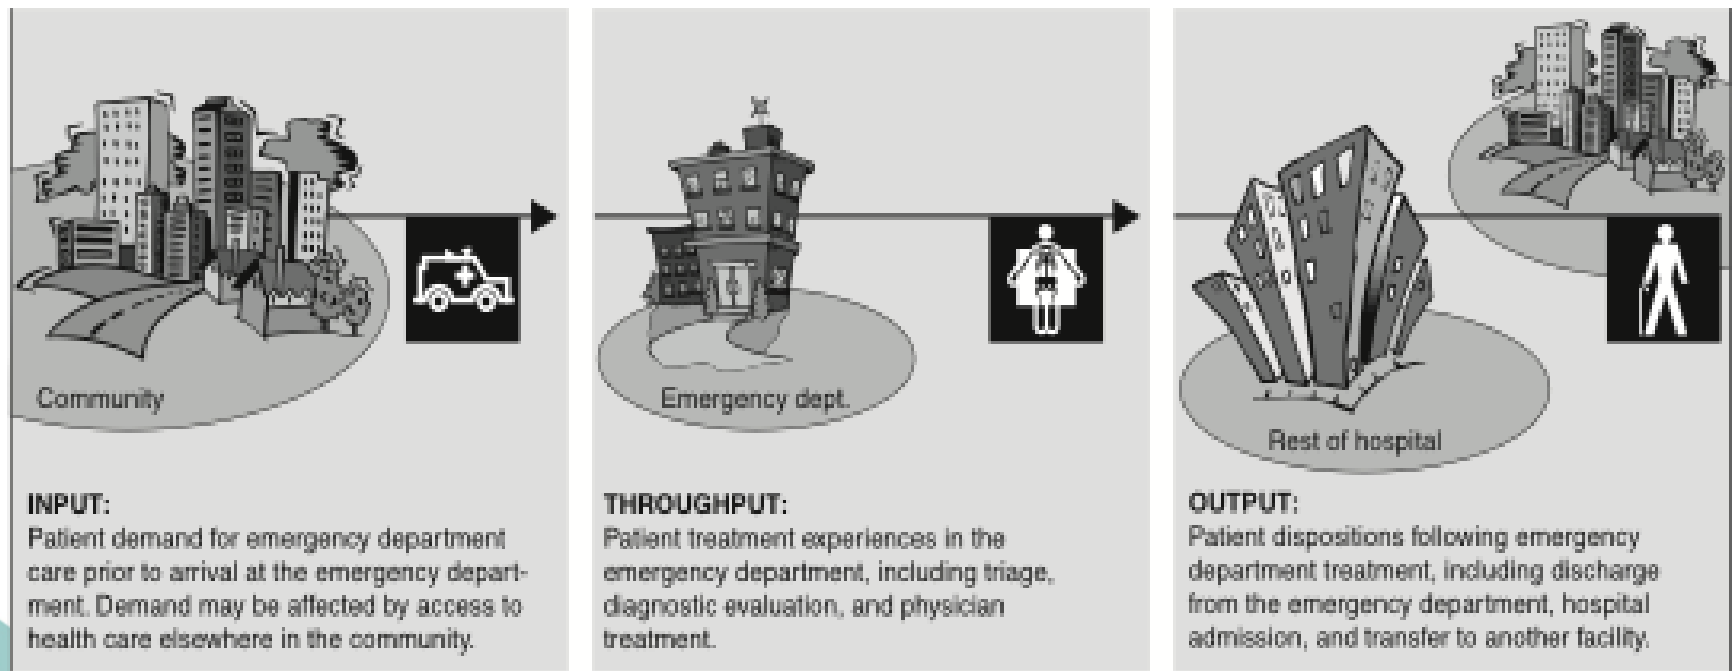 Community
INPUT:
Patient demand for emergency department
care prior to arrival at the emergency depart-
ment. Demand may be affected by access to
health care elsewhere in the community.
Emergency dept.
THROUGHPUT:
Patient treatment experiences in the
emergency department, including triage,
diagnostic evaluation, and physician
treatment.
Rest of hospital
OUTPUT:
Patient dispositions following emergency
department treatment, including discharge
from the emergency department, hospital
admission, and transfer to another facility.